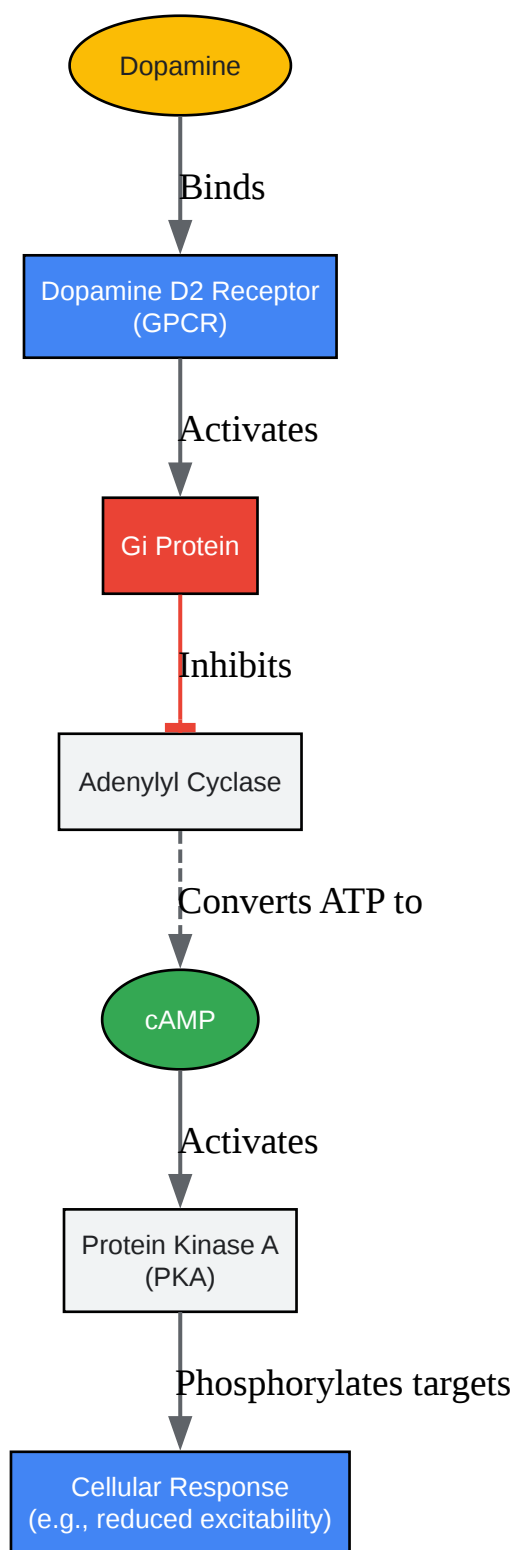 Dopamine
Binds
Dopamine D2 Receptor
(GPCR)
Activates
Gi Protein
Inhibits
Adenylyl Cyclase
Converts ATP to
cAMP
Activates
Protein Kinase A
(PKA)
Phosphorylates targets
Cellular Response
(e.g., reduced excitability)